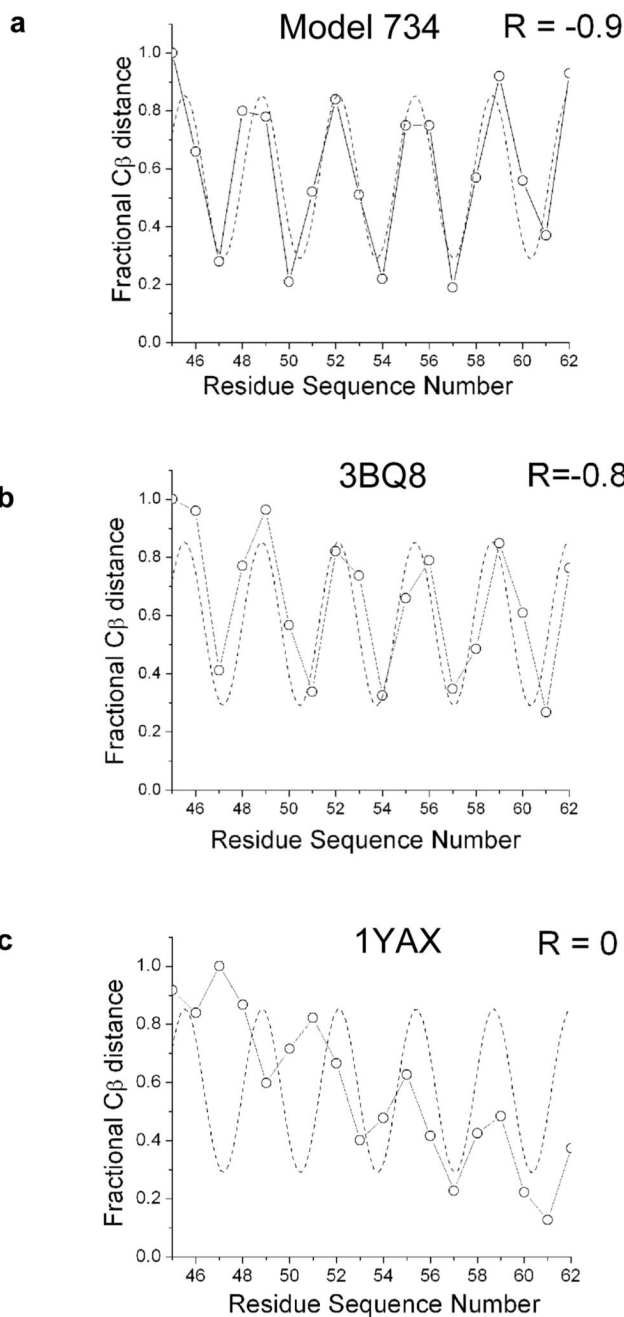 a
Model 734 R = -0.9
Fractional Cβ distance
1.0
0.8
0.6
0.4
0.2
0.0
46 48 50 52 54 56 58 60 62
Residue Sequence Number
b
3BQ8 R=-0.8
Fractional Cβ distance
1.0
0.8
0.6
0.4
0.2
0.0
46 48 50 52 54 56 58 60 62
Residue Sequence Number
c
1YAX R = 0
Fractional Cβ distance
1.0
0.8
0.6
0.4
0.2
0.0
46 48 50 52 54 56 58 60 62
Residue Sequence Number